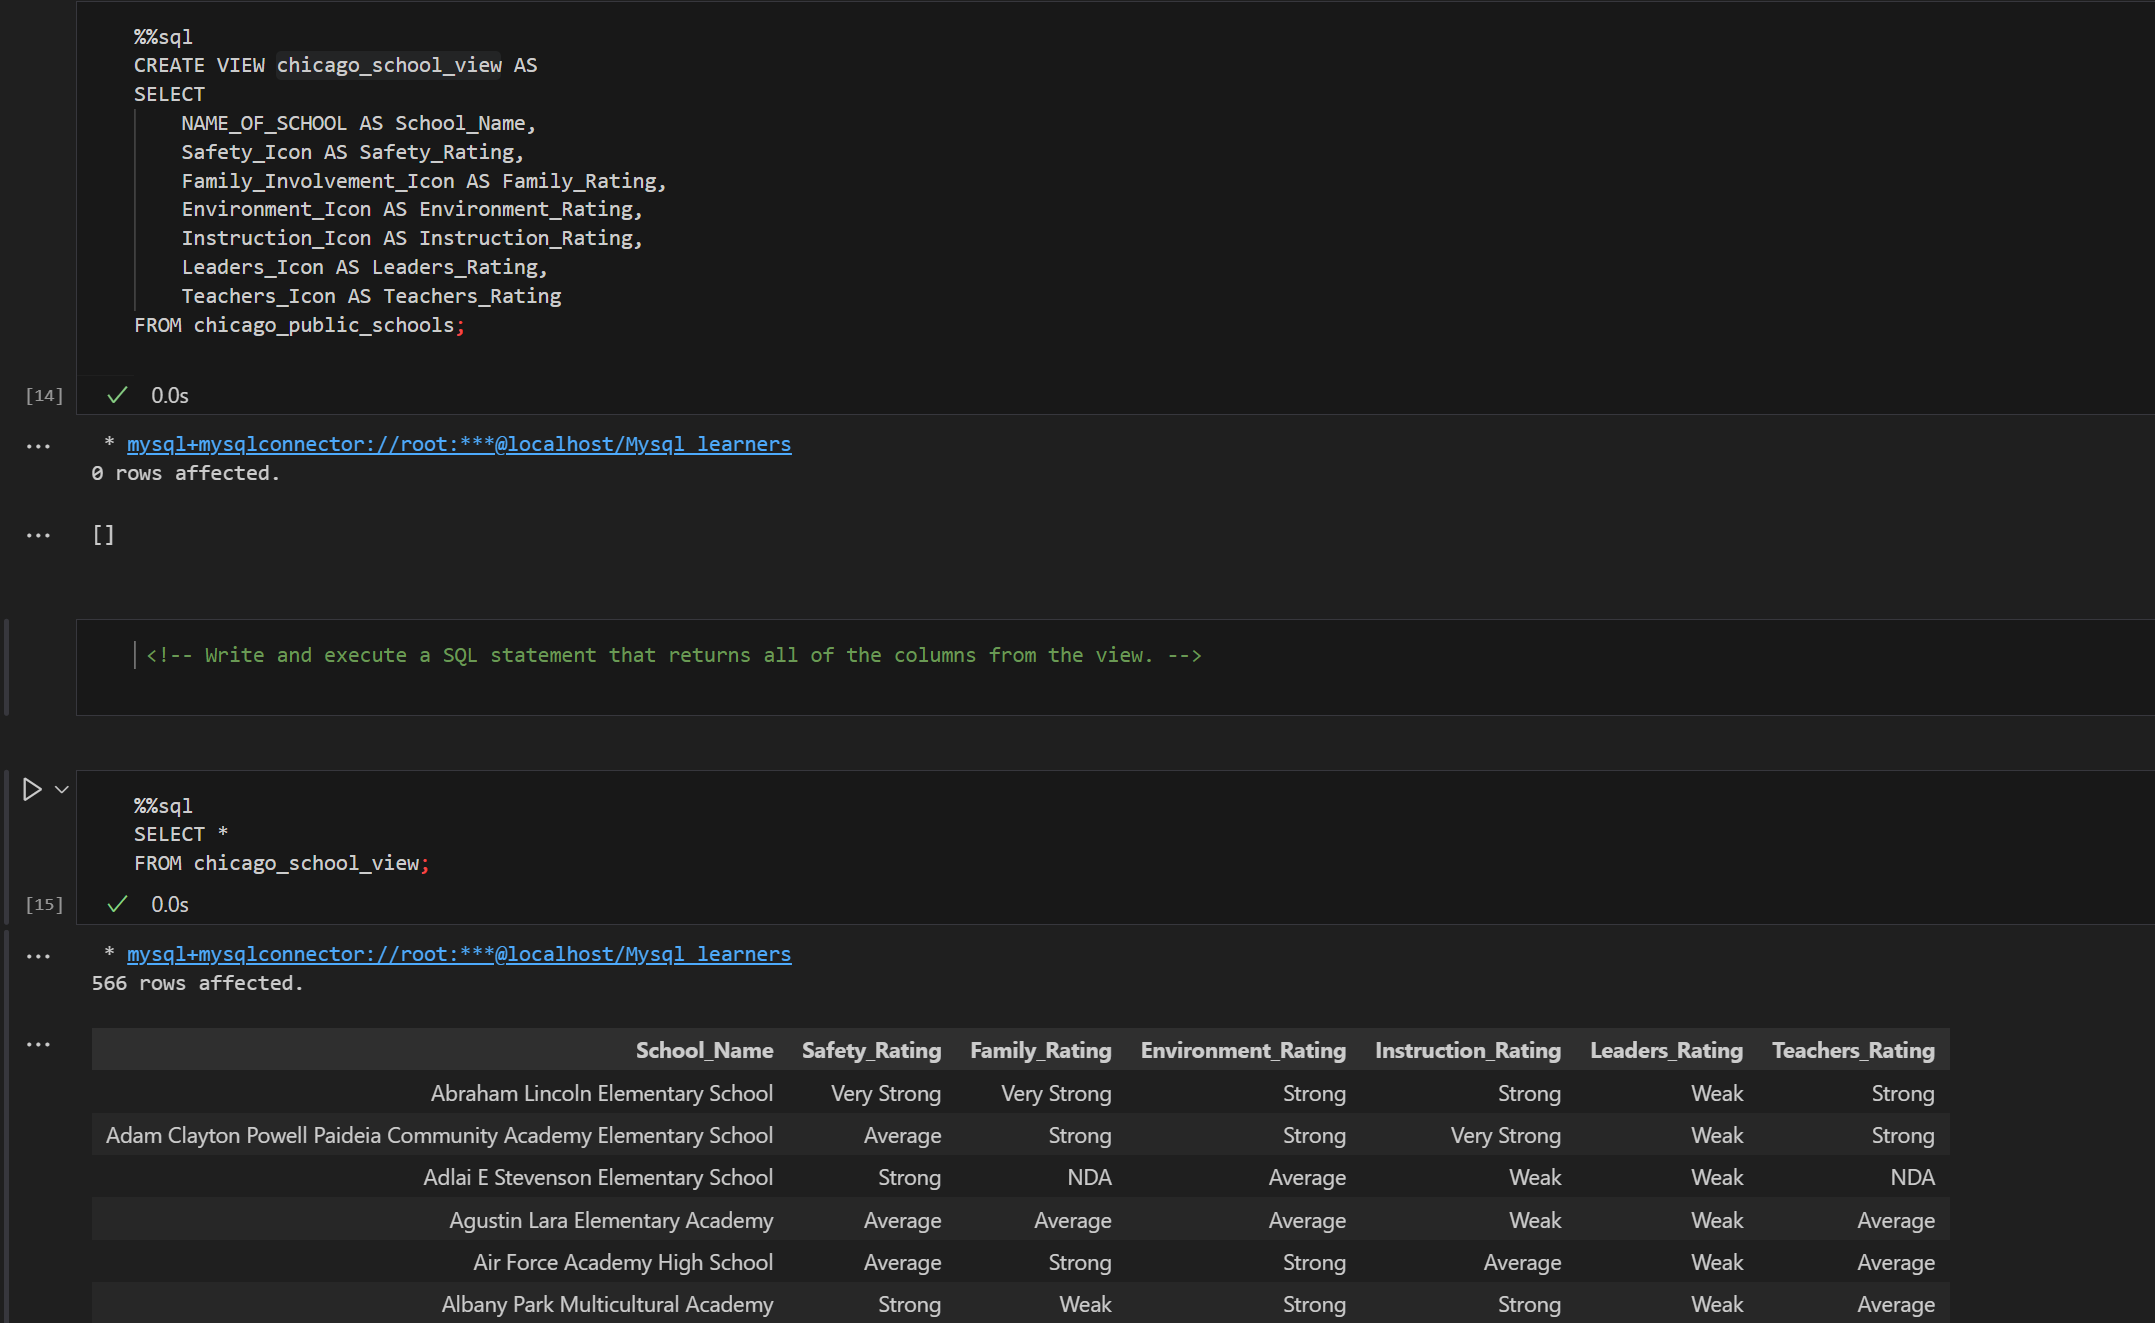 %%sql
CREATE VIEW chicago_school_view AS
SELECT
NAME_OF_SCHOOL AS School_Name,
Safety_Icon AS Safety_Rating,
Family_Involvement_Icon AS Family_Rating,
Environment_Icon AS Environment_Rating,
Instruction_Icon AS Instruction_Rating,
Leaders_Icon AS Leaders_Rating,
Teachers_Icon AS Teachers_Rating
FROM chicago_public_schools;
[14] ✓ 0.0s
... * mysql+mysqlconnector://root:***@localhost/Mysql_learners
0 rows affected.
... []
<!-- Write and execute a SQL statement that returns all of the columns from the view. -->
%%sql
SELECT *
FROM chicago_school_view;
[15] ✓ 0.0s
... * mysql+mysqlconnector://root:***@localhost/Mysql_learners
566 rows affected.
...
School_Name Safety_Rating Family_Rating Environment_Rating Instruction_Rating Leaders_Rating Teachers_Rating
Abraham Lincoln Elementary School Very Strong Very Strong Strong Strong Weak Strong
Adam Clayton Powell Paideia Community Academy Elementary School Average Strong Strong Very Strong Weak Strong
Adlai E Stevenson Elementary School Strong NDA Average Weak Weak NDA
Agustin Lara Elementary Academy Average Average Average Weak Weak Average
Air Force Academy High School Average Strong Strong Average Weak Average
Albany Park Multicultural Academy Strong Weak Strong Strong Weak Average